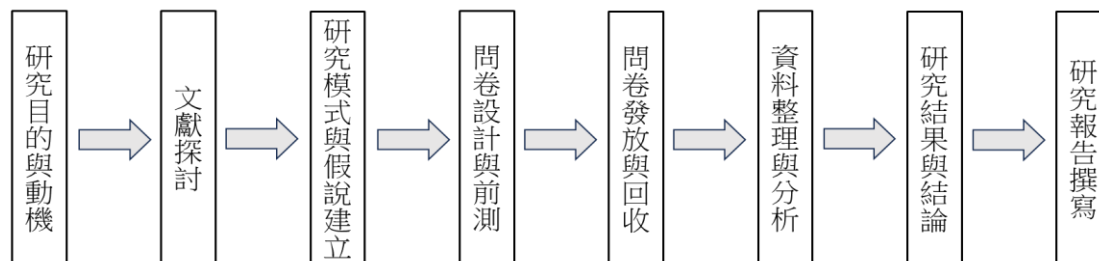 研究目的與動機
文獻探討
研究模式與假說建立
問卷設計與前測
問卷發放與回收
資料整理與分析
研究結果與結論
研究報告撰寫